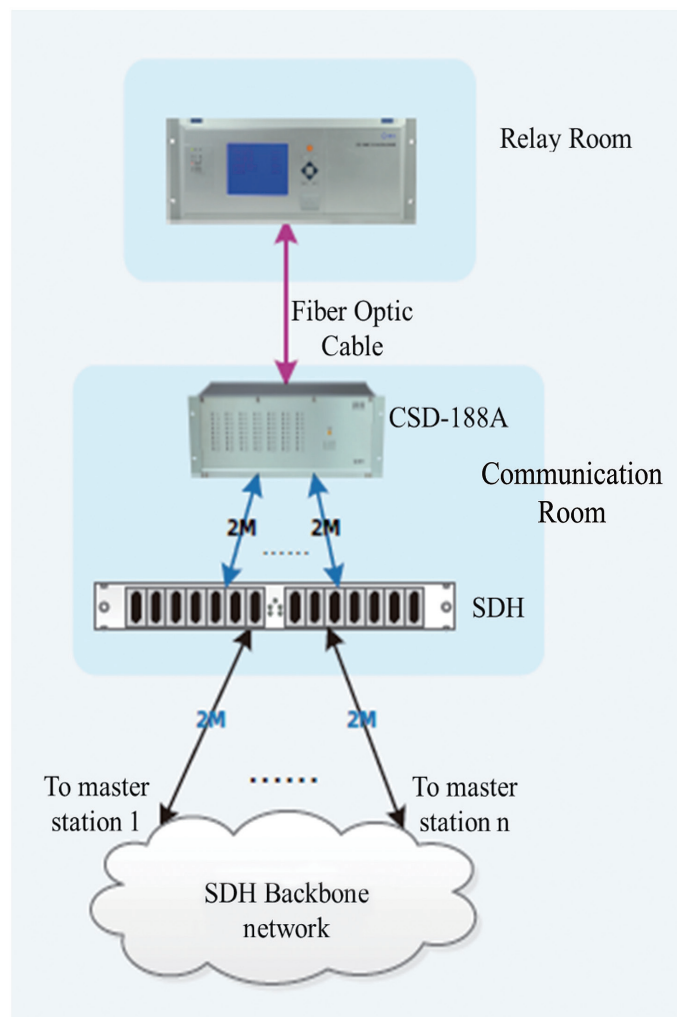 Relay Room
Fiber Optic
Cable
CSD-188A
Communication
Room
2M
2M
......
SDH
2M
2M
......
To master
station 1
To master
station n
SDH Backbone
network